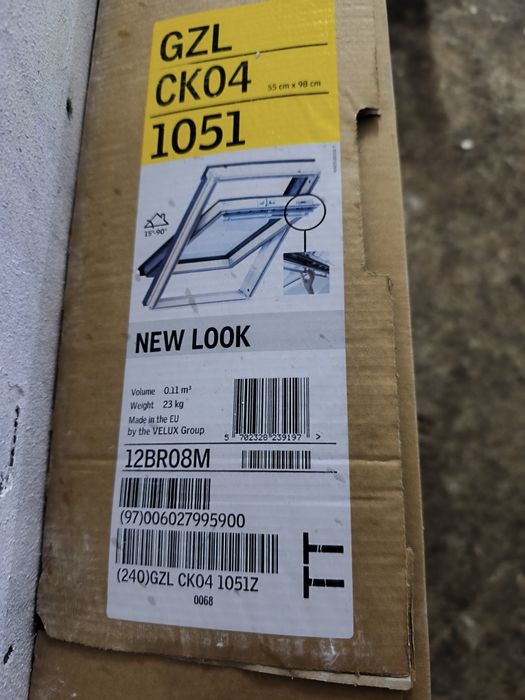 GZL
CK04 55 cm x 98 cm
1051
15°-90°
NEW LOOK
Volume 0.11 m³
Weight 23 kg
Made in the EU
by the VELUX Group
5 702328 239197 >
12BR08M
(97)006027995900
(240)GZL CK04 1051Z
0068